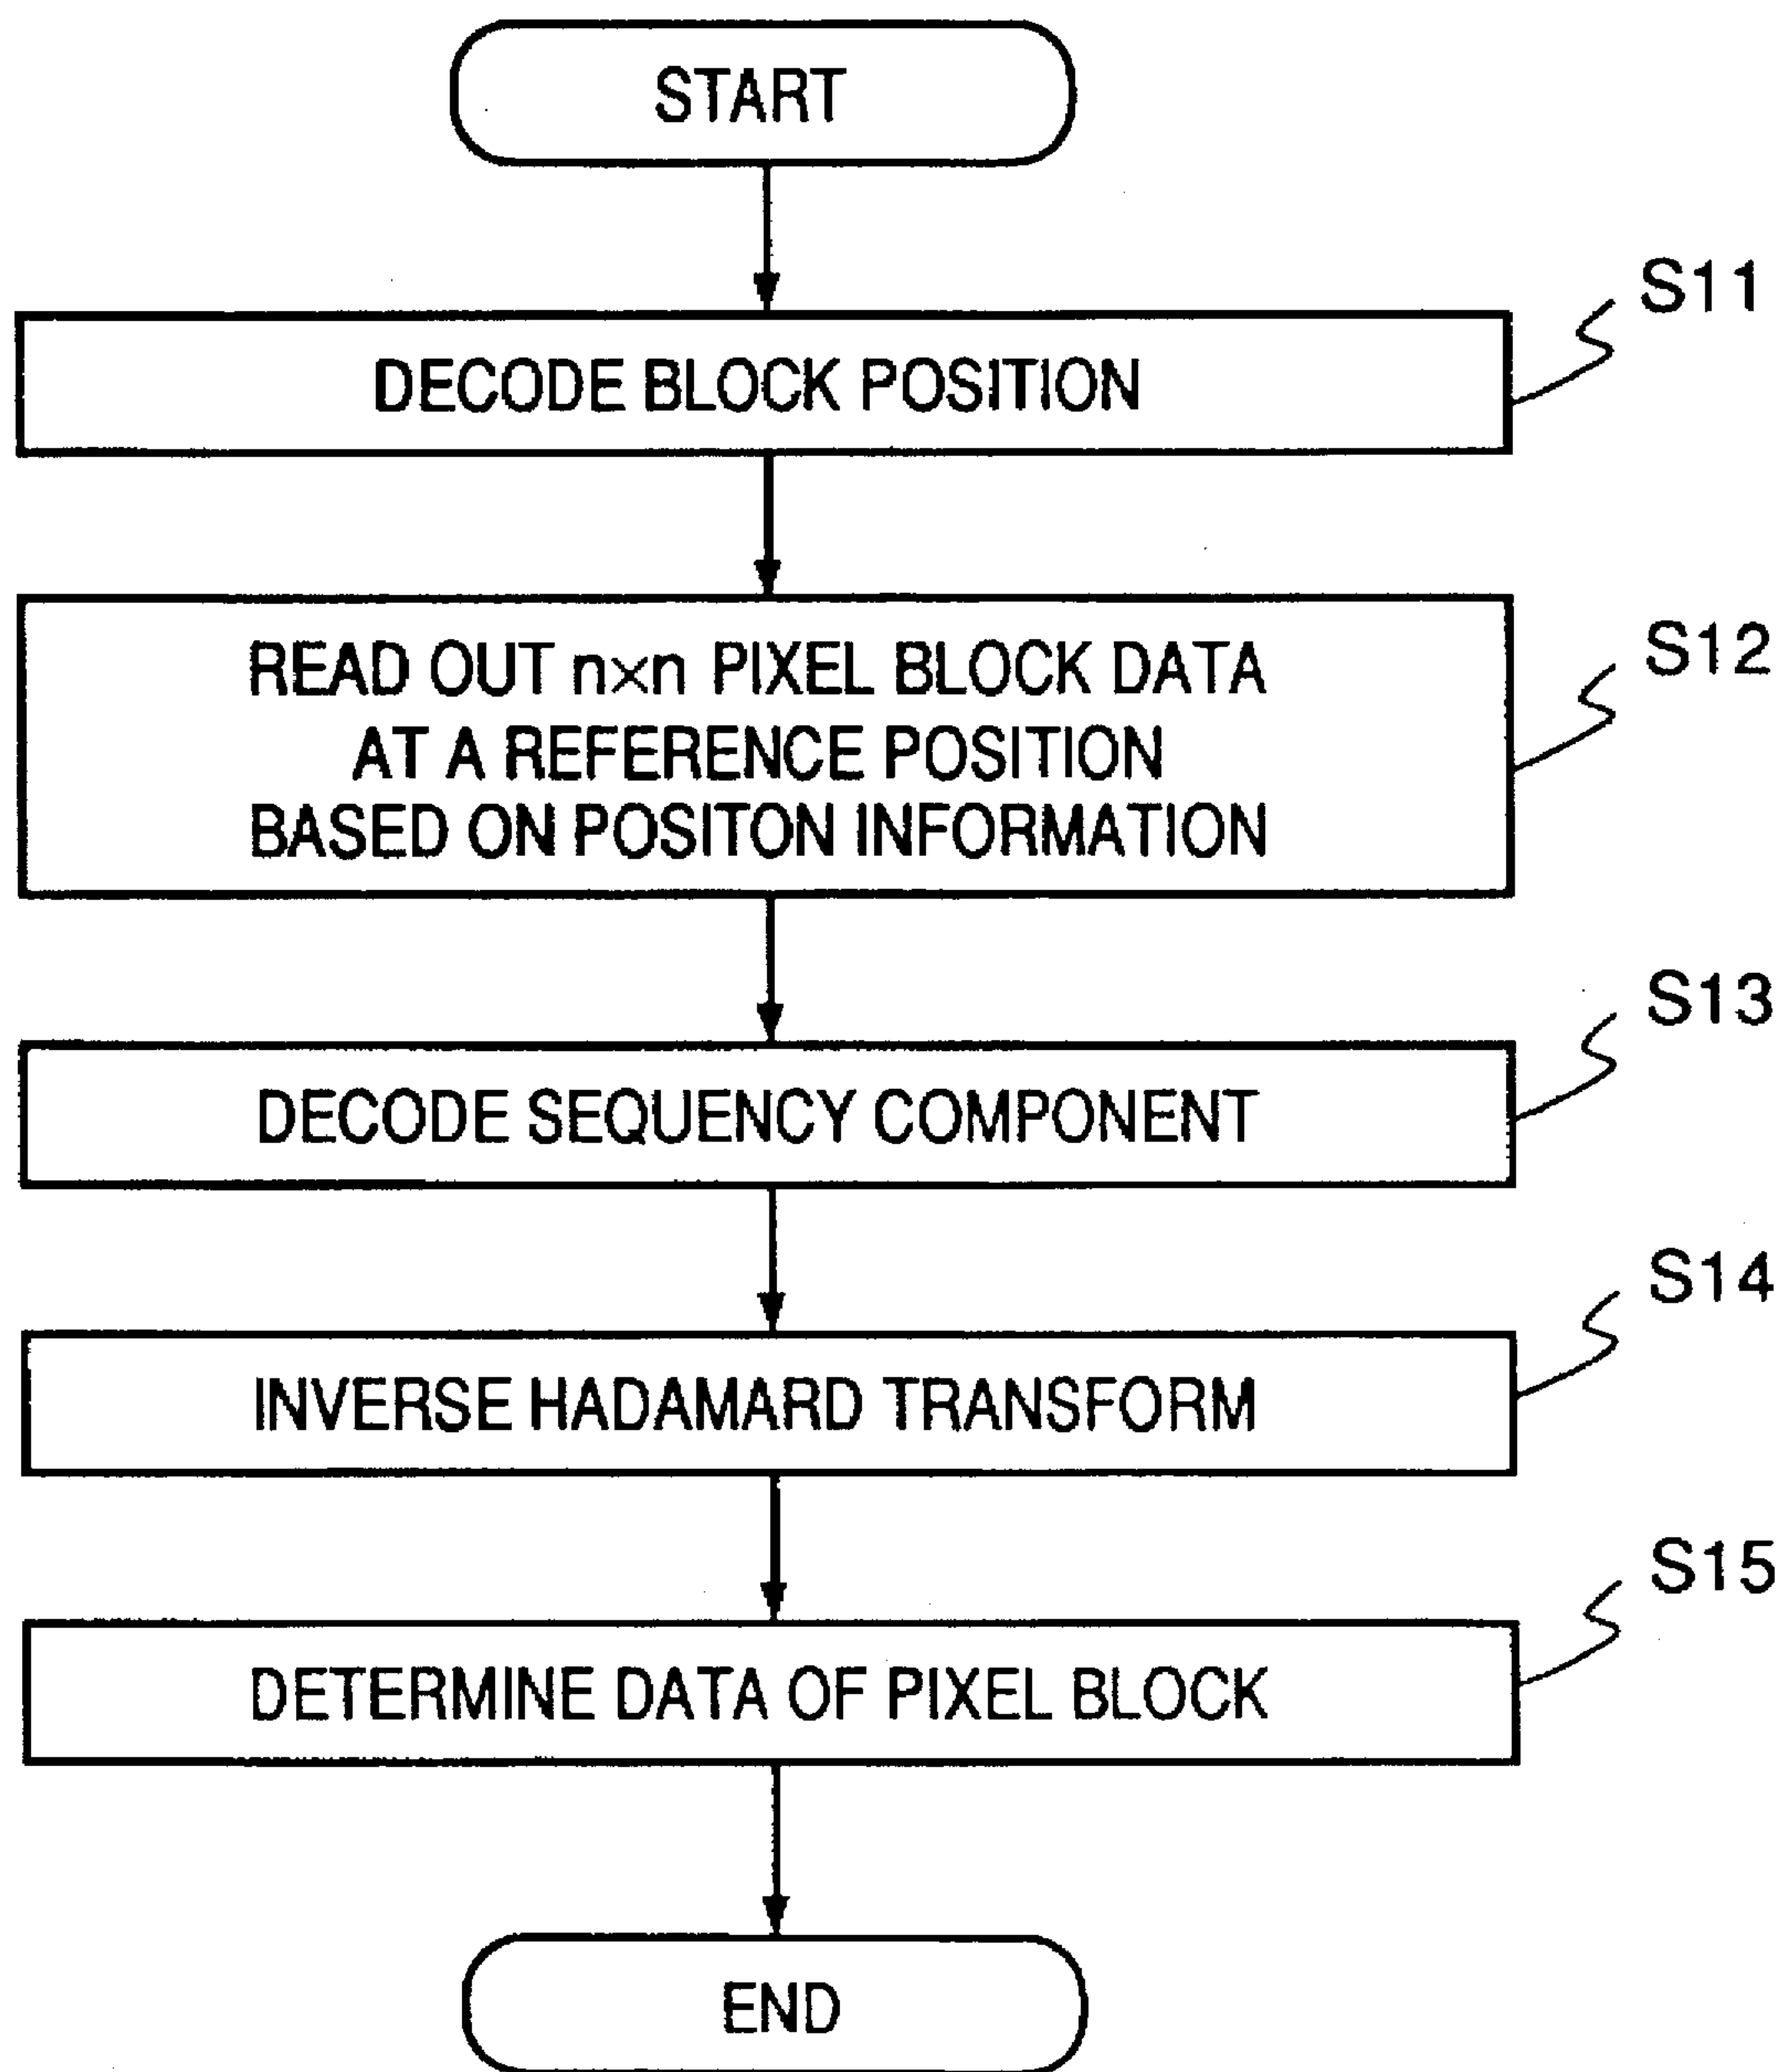 START
S11
DECODE BLOCK POSITION
S12
READ OUT n×n PIXEL BLOCK DATA
AT A REFERENCE POSITION
BASED ON POSITON INFORMATION
S13
DECODE SEQUENCY COMPONENT
S14
INVERSE HADAMARD TRANSFORM
S15
DETERMINE DATA OF PIXEL BLOCK
END